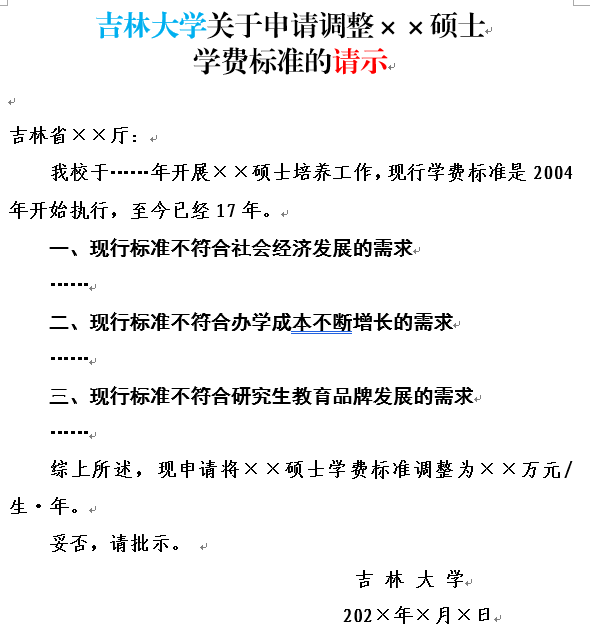 吉林大学关于申请调整××硕士
学费标准的请示
吉林省××厅：
我校于……年开展××硕士培养工作，现行学费标准是 2004
年开始执行，至今已经 17 年。
一、现行标准不符合社会经济发展的需求
……
二、现行标准不符合办学成本不断增长的需求
……
三、现行标准不符合研究生教育品牌发展的需求
……
综上所述，现申请将××硕士学费标准调整为××万元/
生·年。
妥否，请批示。
吉 林 大 学
202×年×月×日